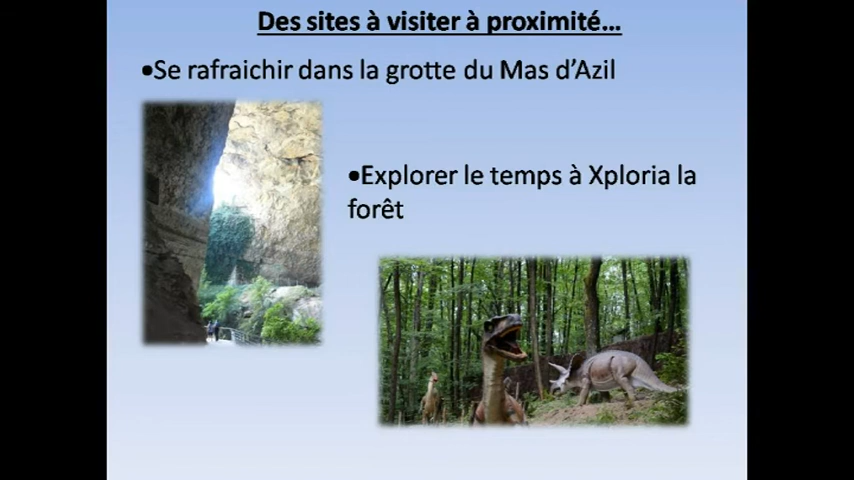 Des sites à visiter à proximité...
•Se rafraichir dans la grotte du Mas d'Azil
•Explorer le temps à Xploria la
forêt